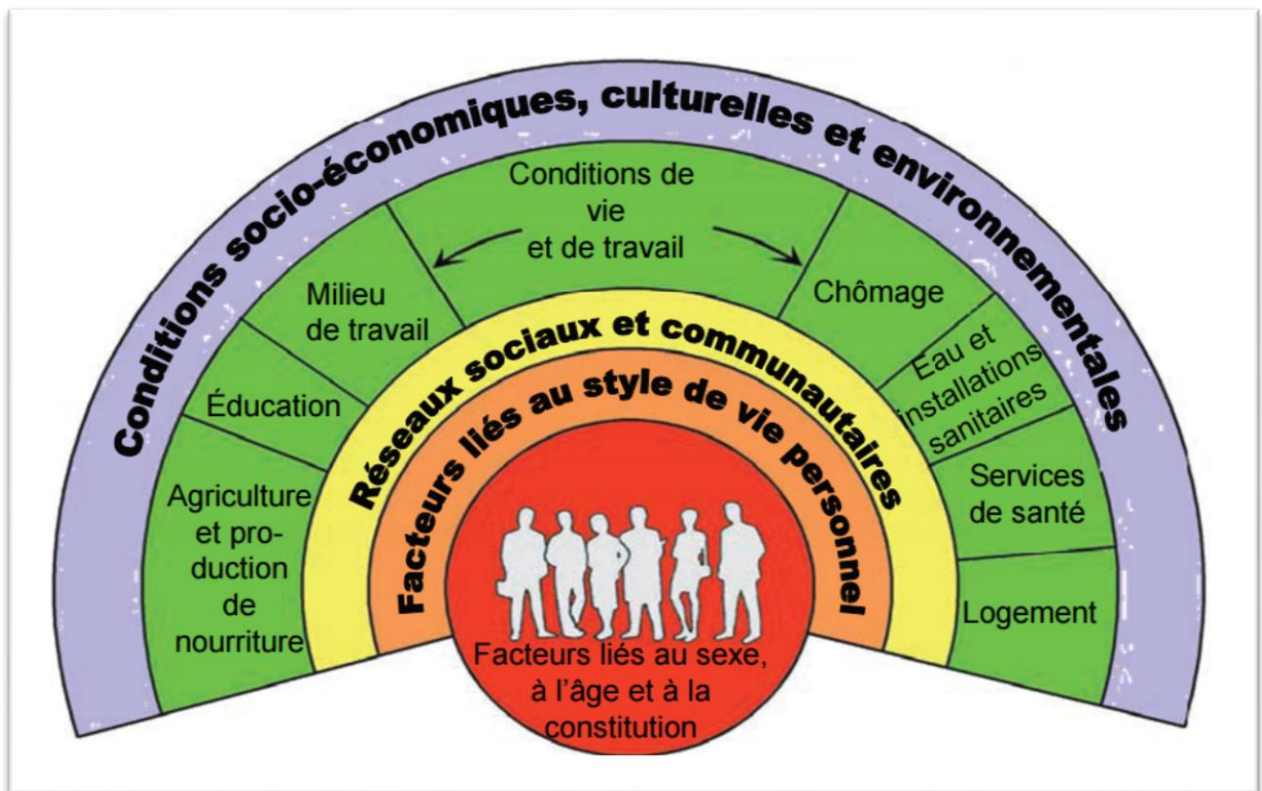 Conditions socio-économiques, culturelles et environnementales
Conditions de
vie
et de travail
Milieu
de travail
Éducation
Agriculture
et pro-
duction
de
nourriture
Chômage
Eau et
installations
sanitaires
Services
de santé
Logement
Réseaux sociaux et communautaires
Facteurs liés au style de vie personnel
Facteurs liés au sexe,
à l'âge et à la
constitution